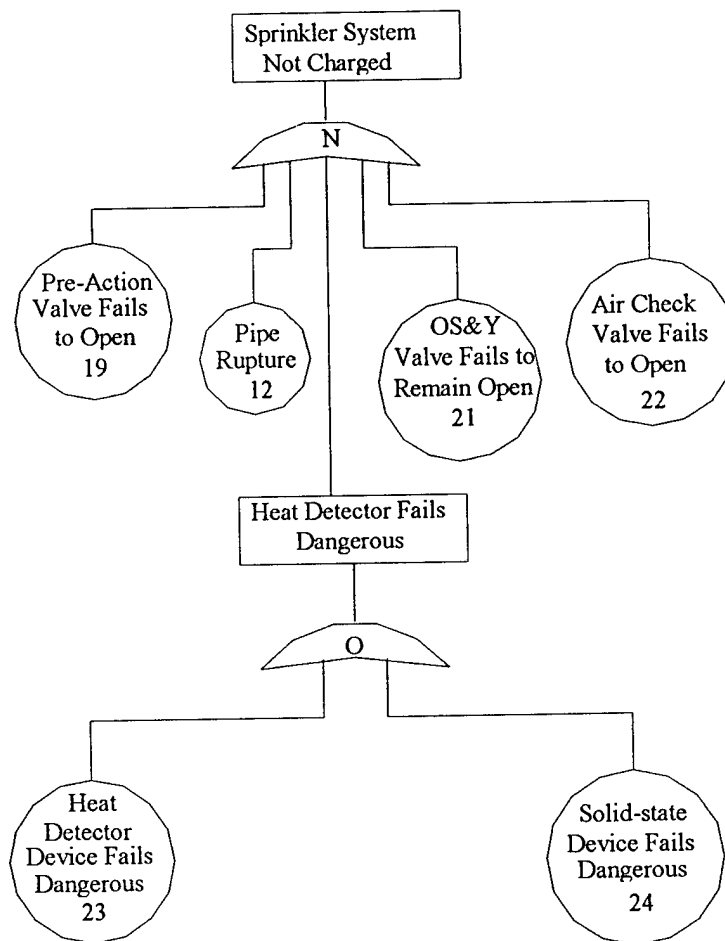 Sprinkler System
Not Charged
N
Pre-Action
Valve Fails
to Open
19
Pipe
Rupture
12
OS&Y
Valve Fails to
Remain Open
21
Air Check
Valve Fails
to Open
22
Heat Detector Fails
Dangerous
O
Heat
Detector
Device Fails
Dangerous
23
Solid-state
Device Fails
Dangerous
24